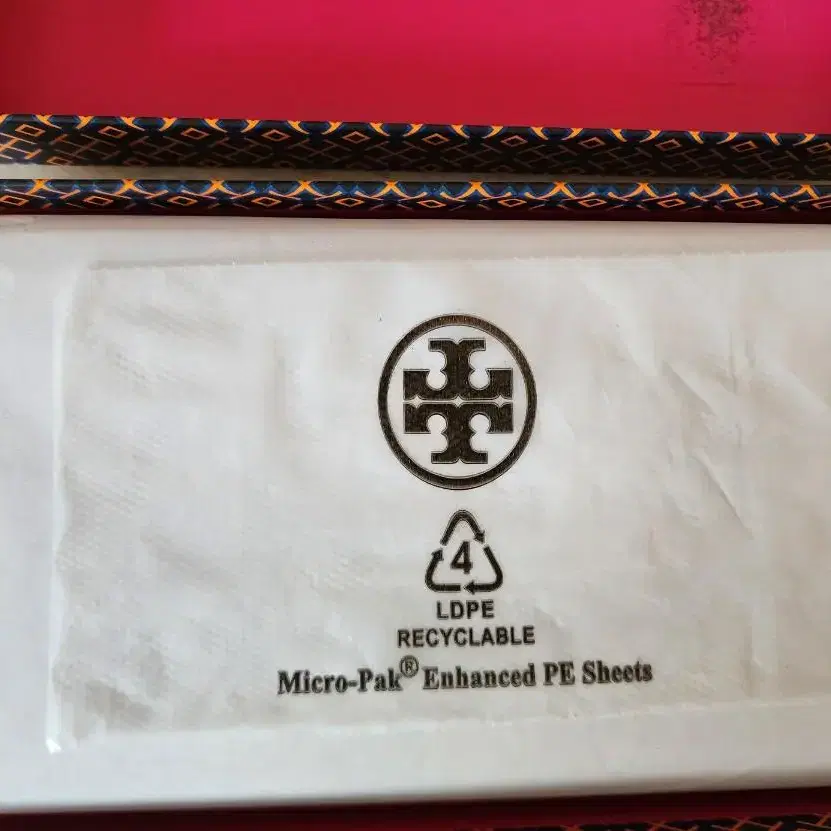 4
LDPE
RECYCLABLE
Micro-Pak® Enhanced PE Sheets